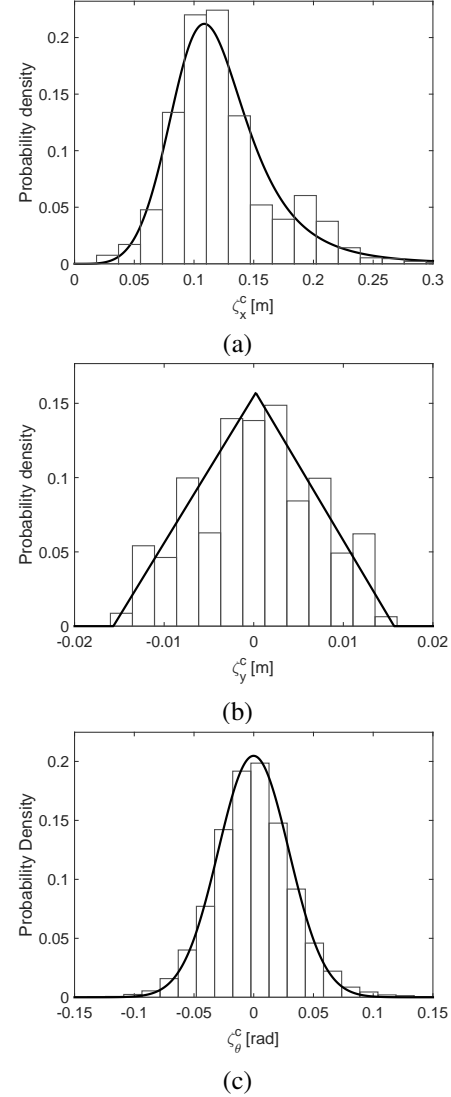 0.2
0.15
0.1
0.05
0
Probability density
0 0.05 0.1 0.15 0.2 0.25 0.3
ζ_x^c [m]
(a)
0.15
0.1
0.05
0
Probability density
-0.02 -0.01 0 0.01 0.02
ζ_y^c [m]
(b)
0.2
0.15
0.1
0.05
0
Probability Density
-0.15 -0.1 -0.05 0 0.05 0.1 0.15
ζ_θ^c [rad]
(c)